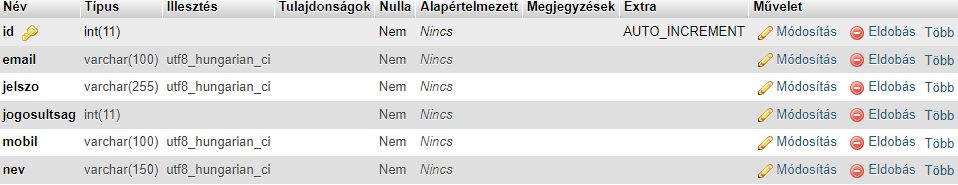 Név Típus Illesztés Tulajdonságok Nulla Alapértelmezett Megjegyzések Extra Művelet
id int(11) Nem Nincs AUTO_INCREMENT Módosítás Eldobás Több
email varchar(100) utf8_hungarian_ci Nem Nincs Módosítás Eldobás Több
jelszo varchar(255) utf8_hungarian_ci Nem Nincs Módosítás Eldobás Több
jogosultsag int(11) Nem Nincs Módosítás Eldobás Több
mobil varchar(100) utf8_hungarian_ci Nem Nincs Módosítás Eldobás Több
nev varchar(150) utf8_hungarian_ci Nem Nincs Módosítás Eldobás Több